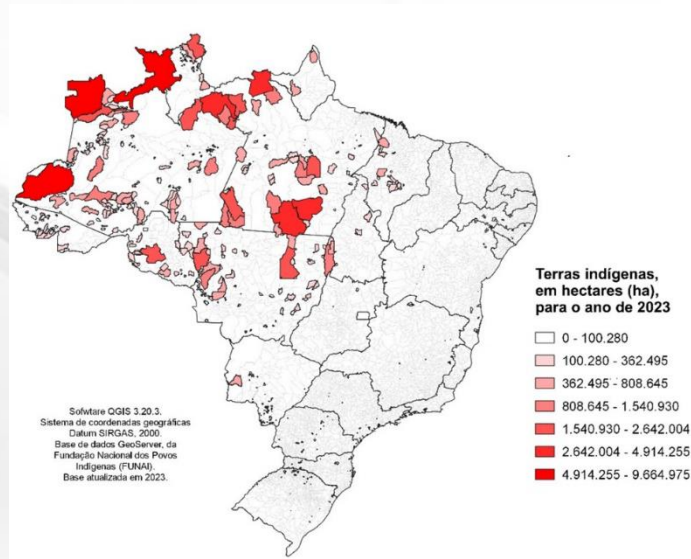 Terras indígenas,
em hectares (ha),
para o ano de 2023
0 - 100.280
100.280 - 362.495
362.495 - 808.645
808.645 - 1.540.930
1.540.930 - 2.642.004
2.642.004 - 4.914.255
4.914.255 - 9.664.975
Sofwtare QGIS 3.20.3.
Sistema de coordenadas geográficas
Datum SIRGAS, 2000.
Base de dados GeoServer, da
Fundação Nacional dos Povos
Indígenas (FUNAI).
Base atualizada em 2023.